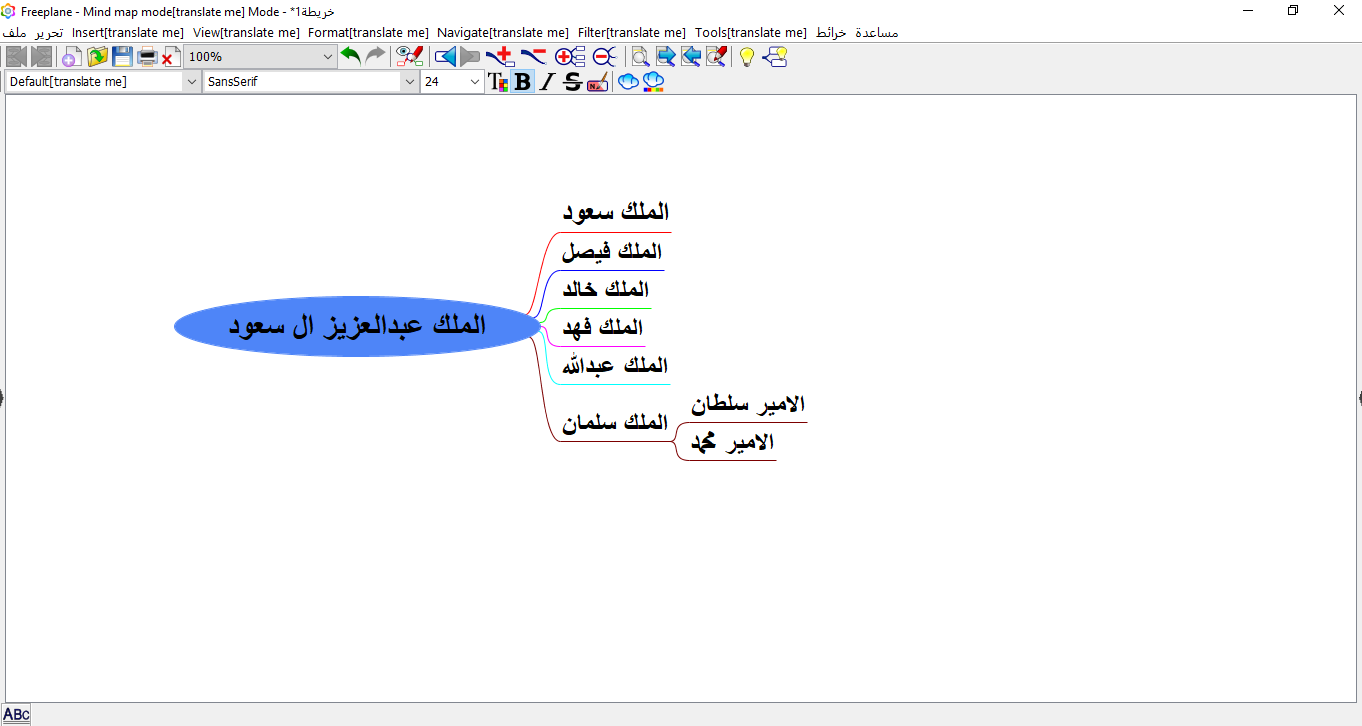 Freeplane - Mind map mode[translate me] Mode - *خريطة1
ملف تحرير Insert[translate me] View[translate me] Format[translate me] Navigate[translate me] Filter[translate me] Tools[translate me] خرائط مساعدة
100%
Default[translate me] SansSerif 24 T B I S
الملك سعود
الملك فيصل
الملك خالد
الملك عبدالعزيز ال سعود
الملك فهد
الملك عبدالله
الملك سلمان
الامير سلطان
الامير محمد
ABC